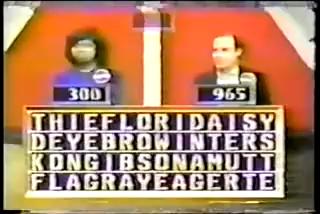 300
965
THIEFLORIDAISY
DEYEBROWINTERS
KONGIBSONAMUTT
FLAGRAYEAGERTE